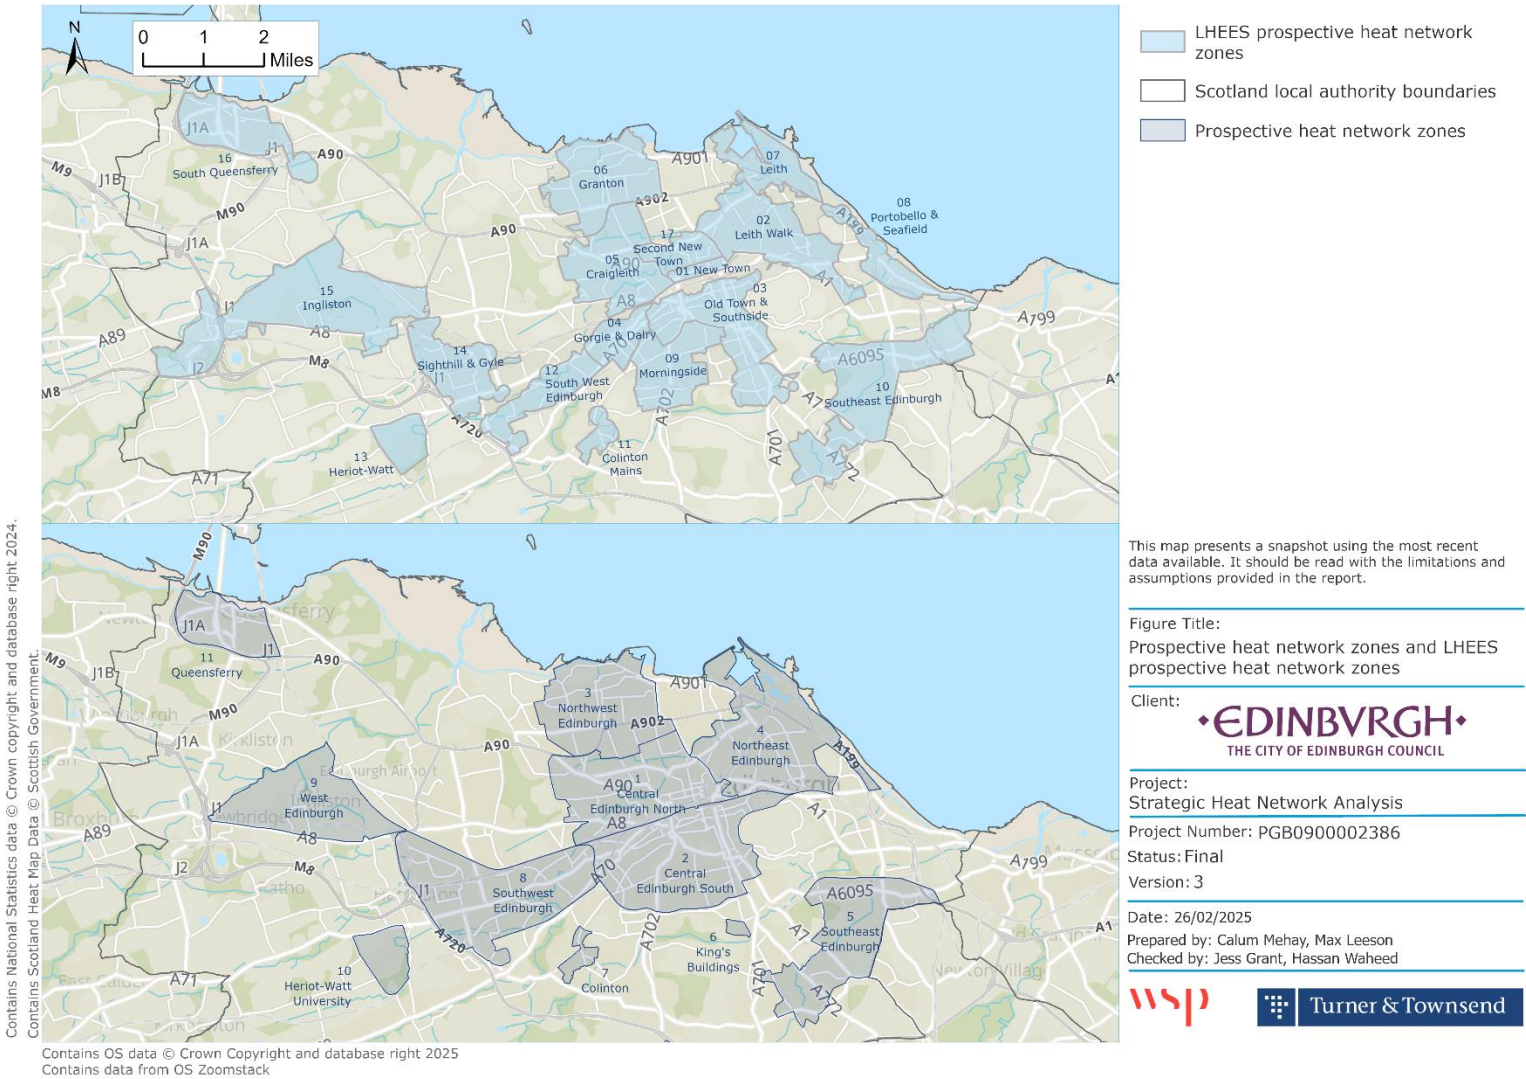 N
0 1 2
Miles
J1A
J1
16
South Queensferry
A90
M9
J1B
M90
J1A
A90
06
Granton
A901
A902
07
Leith
08
Portobello &
Seafield
A199
02
Leith Walk
17
Second New
Town
05
Craigleith
A90
01 New Town
A1
15
Ingliston
J1
A8
A8
03
Old Town &
Southside
A89
04
Gorgie & Dalry
A70
A199
14
Sighthill & Gyle
J1
M8
J2
12
South West
Edinburgh
09
Morningside
A6095
10
Southeast Edinburgh
M8
A1
A702
A7
A720
13
Heriot-Watt
11
Colinton
Mains
A701
A772
A71
LHEES prospective heat network
zones
Scotland local authority boundaries
Prospective heat network zones
M90
J1A
J1
11
Queensferry
A90
M9
J1B
M90
J1A
Kirkliston
A90
3
Northwest
Edinburgh
A901
A902
4
Northeast
Edinburgh
A199
9
West
Edinburgh
J1
A8
Edinburgh Airport
1
Central
Edinburgh North
A90
A8
A1
A89
J2
M8
J1
8
Southwest
Edinburgh
A70
2
Central
Edinburgh South
A199
A6095
5
Southeast
Edinburgh
A1
A720
A702
6
King's
Buildings
A7
A701
A772
10
Heriot-Watt
University
7
Colinton
A71
This map presents a snapshot using the most recent
data available. It should be read with the limitations and
assumptions provided in the report.
Figure Title:
Prospective heat network zones and LHEES
prospective heat network zones
Client:
•EDINBVRGH•
THE CITY OF EDINBURGH COUNCIL
Project:
Strategic Heat Network Analysis
Project Number: PGB0900002386
Status: Final
Version: 3
Date: 26/02/2025
Prepared by: Calum Mehay, Max Leeson
Checked by: Jess Grant, Hassan Waheed
wsp
Turner & Townsend
Contains National Statistics data © Crown copyright and database right 2024.
Contains Scotland Heat Map Data © Scottish Government.
Contains OS data © Crown Copyright and database right 2025
Contains data from OS Zoomstack